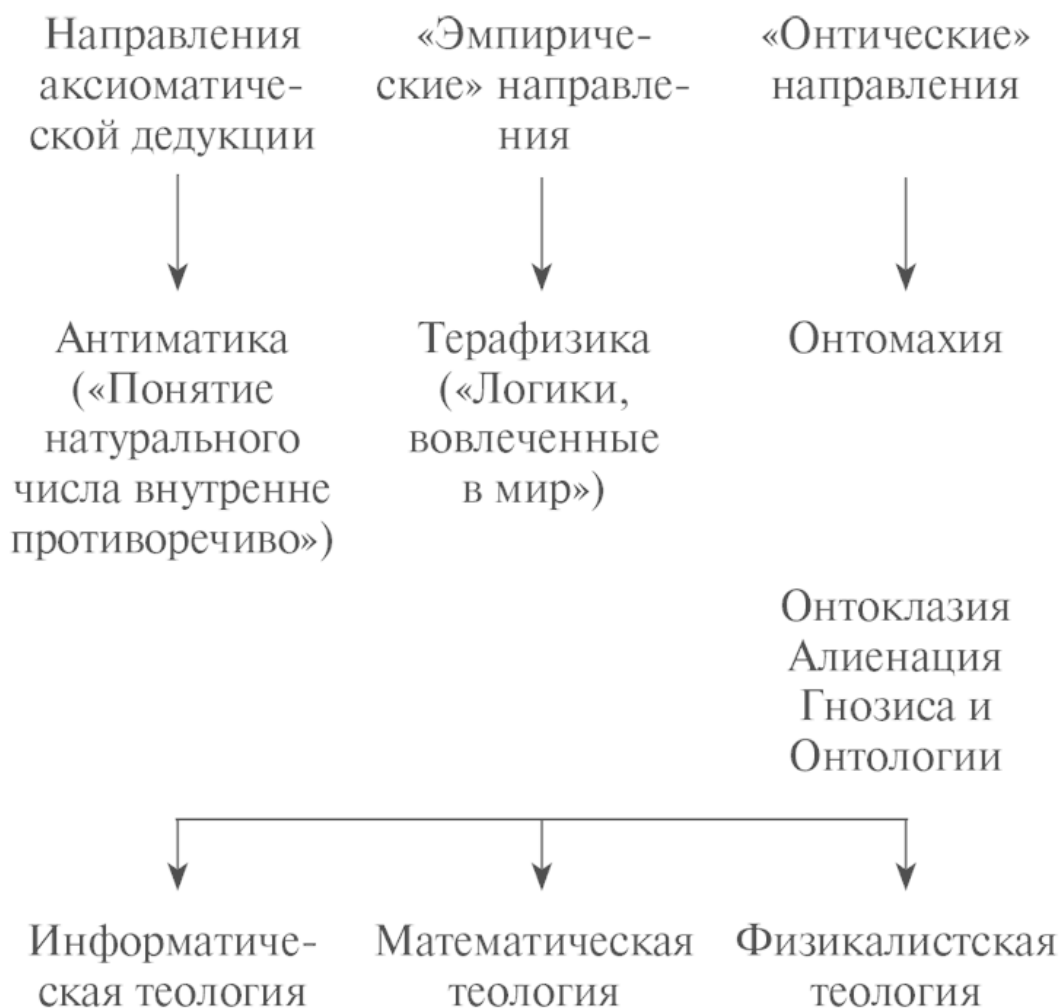 Направления
аксиоматиче-
ской дедукции
«Эмпириче-
ские» направле-
ния
«Онтические»
направления
Антиматика
(«Понятие
натурального
числа внутренне
противоречиво»)
Терафизика
(«Логики,
вовлеченные
в мир»)
Онтомахия
Онтоклазия
Алиенация
Гнозиса и
Онтологии
Информатиче-
ская теология
Математическая
теология
Физикалистская
теология